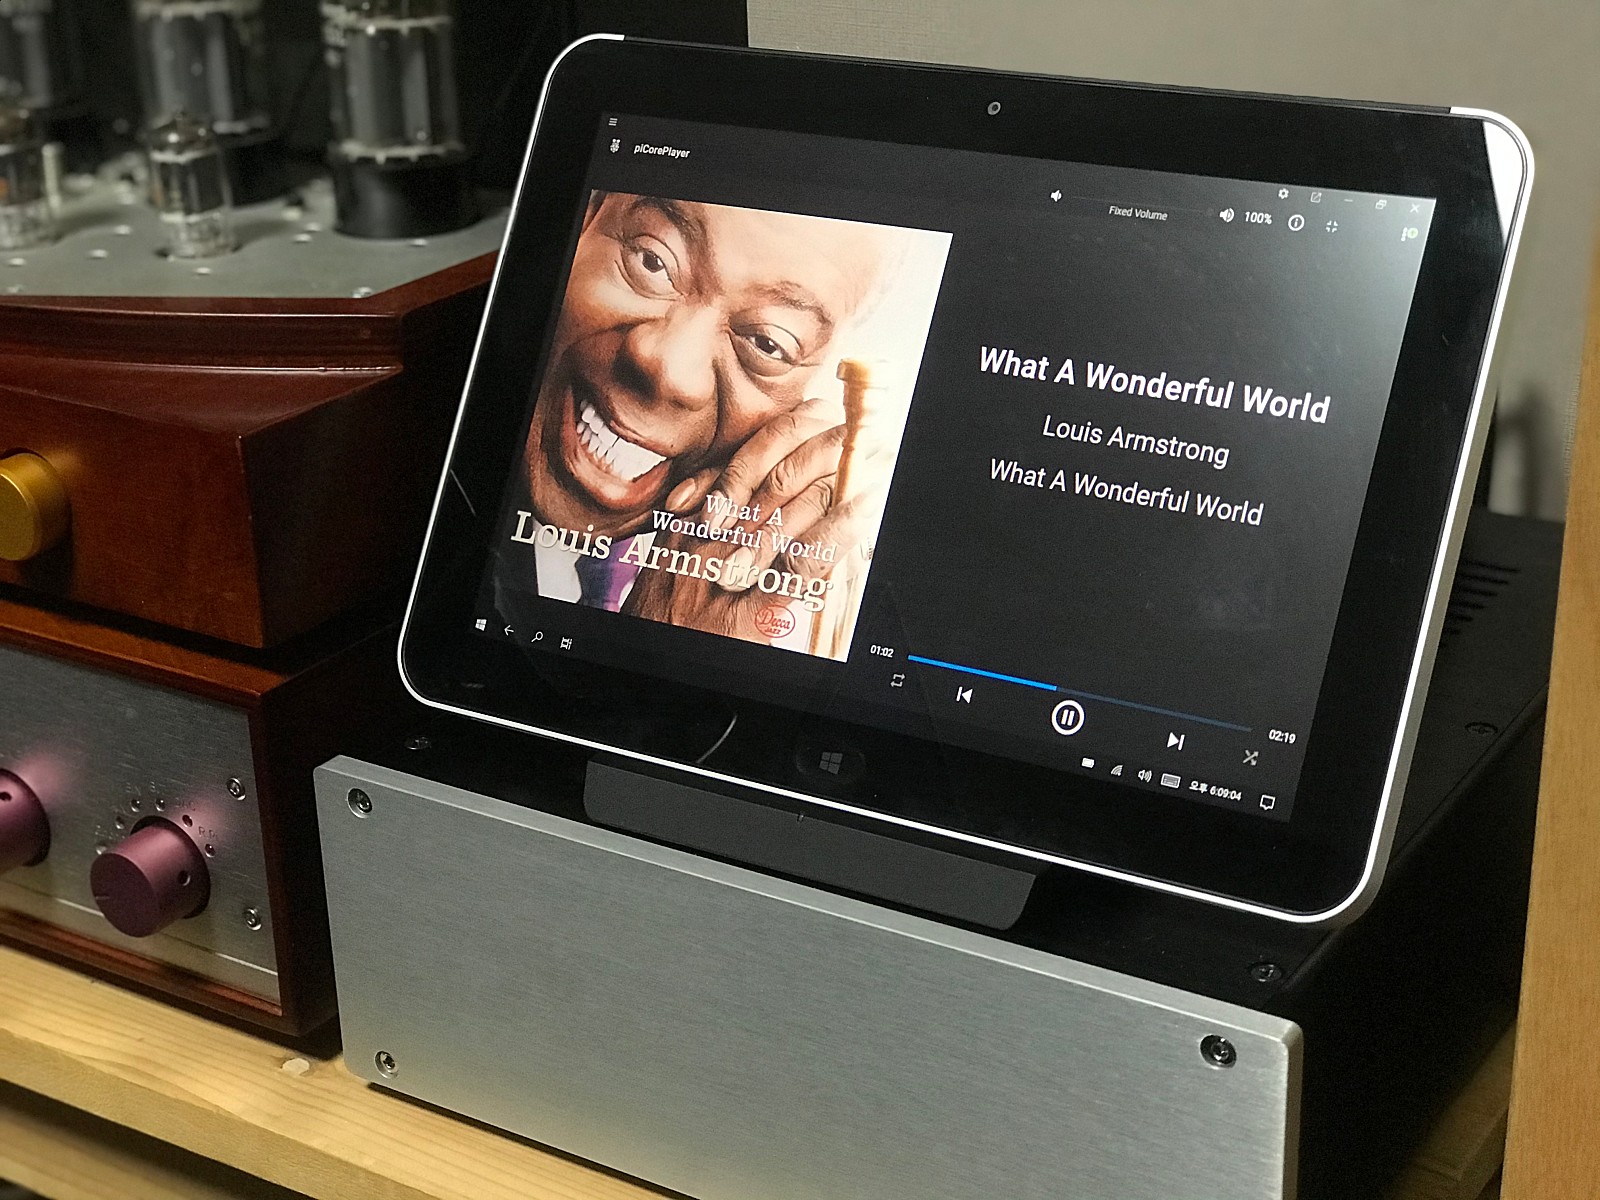 piCorePlayer
Fixed Volume
100%
What A Wonderful World
Louis Armstrong
What A Wonderful World
What A
Wonderful World
Louis Armstrong
Decca
JAZZ
01:02
02:19
오후 6:09:04